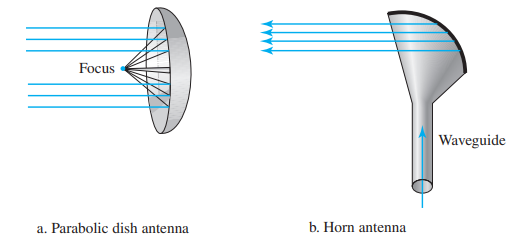 Focus
Waveguide
a. Parabolic dish antenna
b. Horn antenna